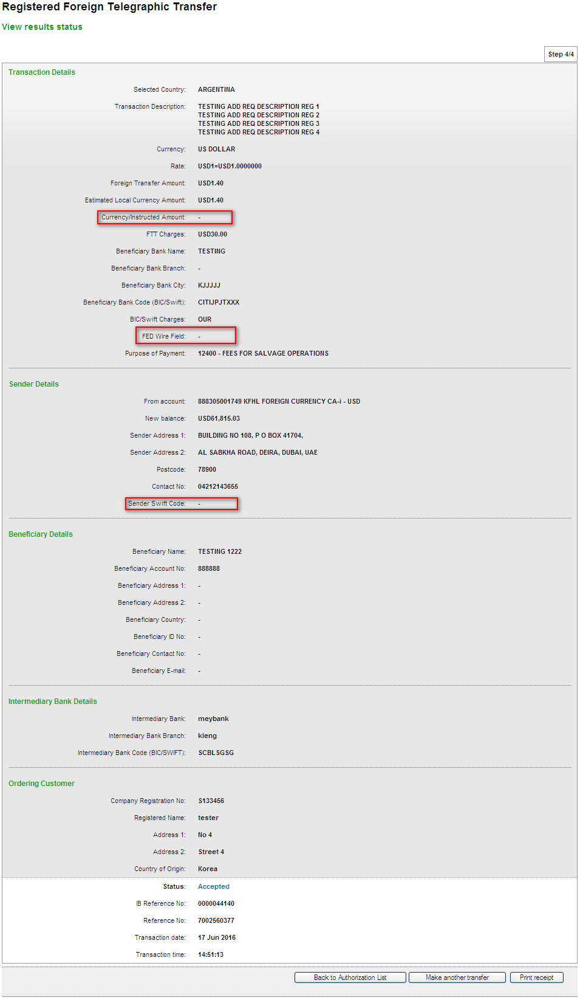 Registered Foreign Telegraphic Transfer
View results status
Step 4/4
Transaction Details
Selected Country: ARGENTINA
Transaction Description: TESTING ADD REQ DESCRIPTION REG 1
TESTING ADD REQ DESCRIPTION REG 2
TESTING ADD REQ DESCRIPTION REG 3
TESTING ADD REQ DESCRIPTION REG 4
Currency: US DOLLAR
Rate: USD1=USD1.0000000
Foreign Transfer Amount: USD1.40
Estimated Local Currency Amount: USD1.40
Currency/Instructed Amount: -
FTT Charges: USD30.00
Beneficiary Bank Name: TESTING
Beneficiary Bank Branch: -
Beneficiary Bank City: KJJJJJ
Beneficiary Bank Code (BIC/Swift): CITIJPJTXXX
BIC/Swift Charges: OUR
FED Wire Field: -
Purpose of Payment: 12400 - FEES FOR SALVAGE OPERATIONS
Sender Details
From account: 888305001749 KFHL FOREIGN CURRENCY CA-i - USD
New balance: USD61,815.03
Sender Address 1: BUILDING NO 108, P O BOX 41704,
Sender Address 2: AL SABKHA ROAD, DEIRA, DUBAI, UAE
Postcode: 78900
Contact No: 04212143655
Sender Swift Code: -
Beneficiary Details
Beneficiary Name: TESTING 1222
Beneficiary Account No: 888888
Beneficiary Address 1: -
Beneficiary Address 2: -
Beneficiary Country: -
Beneficiary ID No: -
Beneficiary Contact No: -
Beneficiary E-mail: -
Intermediary Bank Details
Intermediary Bank: meybank
Intermediary Bank Branch: kleng
Intermediary Bank Code (BIC/SWIFT): SCBLSGSG
Ordering Customer
Company Registration No: S133456
Registered Name: tester
Address 1: No 4
Address 2: Street 4
Country of Origin: Korea
Status: Accepted
IB Reference No: 0000044140
Reference No: 7002560377
Transaction date: 17 Jun 2016
Transaction time: 14:51:13
Back to Authorization List Make another transfer Print receipt